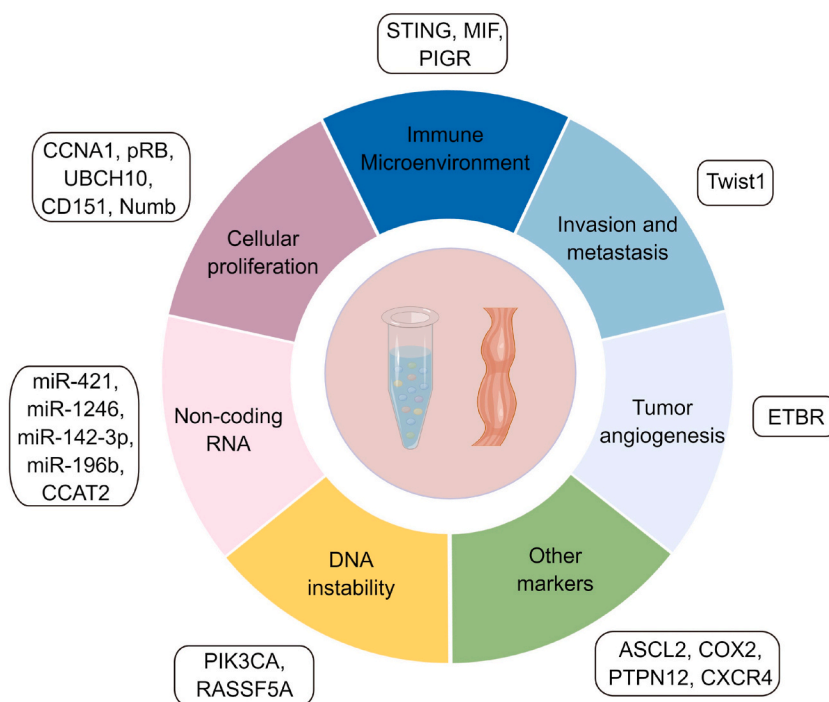 STING, MIF,
PIGR
Immune
Microenvironment
CCNA1, pRB,
UBCH10,
CD151, Numb
Cellular
proliferation
Twist1
Invasion and
metastasis
miR-421,
miR-1246,
miR-142-3p,
miR-196b,
CCAT2
Non-coding
RNA
Tumor
angiogenesis
ETBR
DNA
instability
Other
markers
PIK3CA,
RASSF5A
ASCL2, COX2,
PTPN12, CXCR4